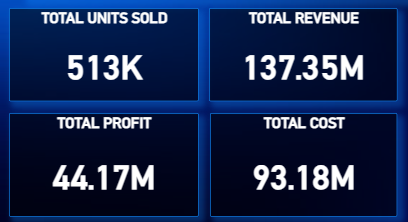 TOTAL UNITS SOLD
513K
TOTAL REVENUE
137.35M
TOTAL PROFIT
44.17M
TOTAL COST
93.18M